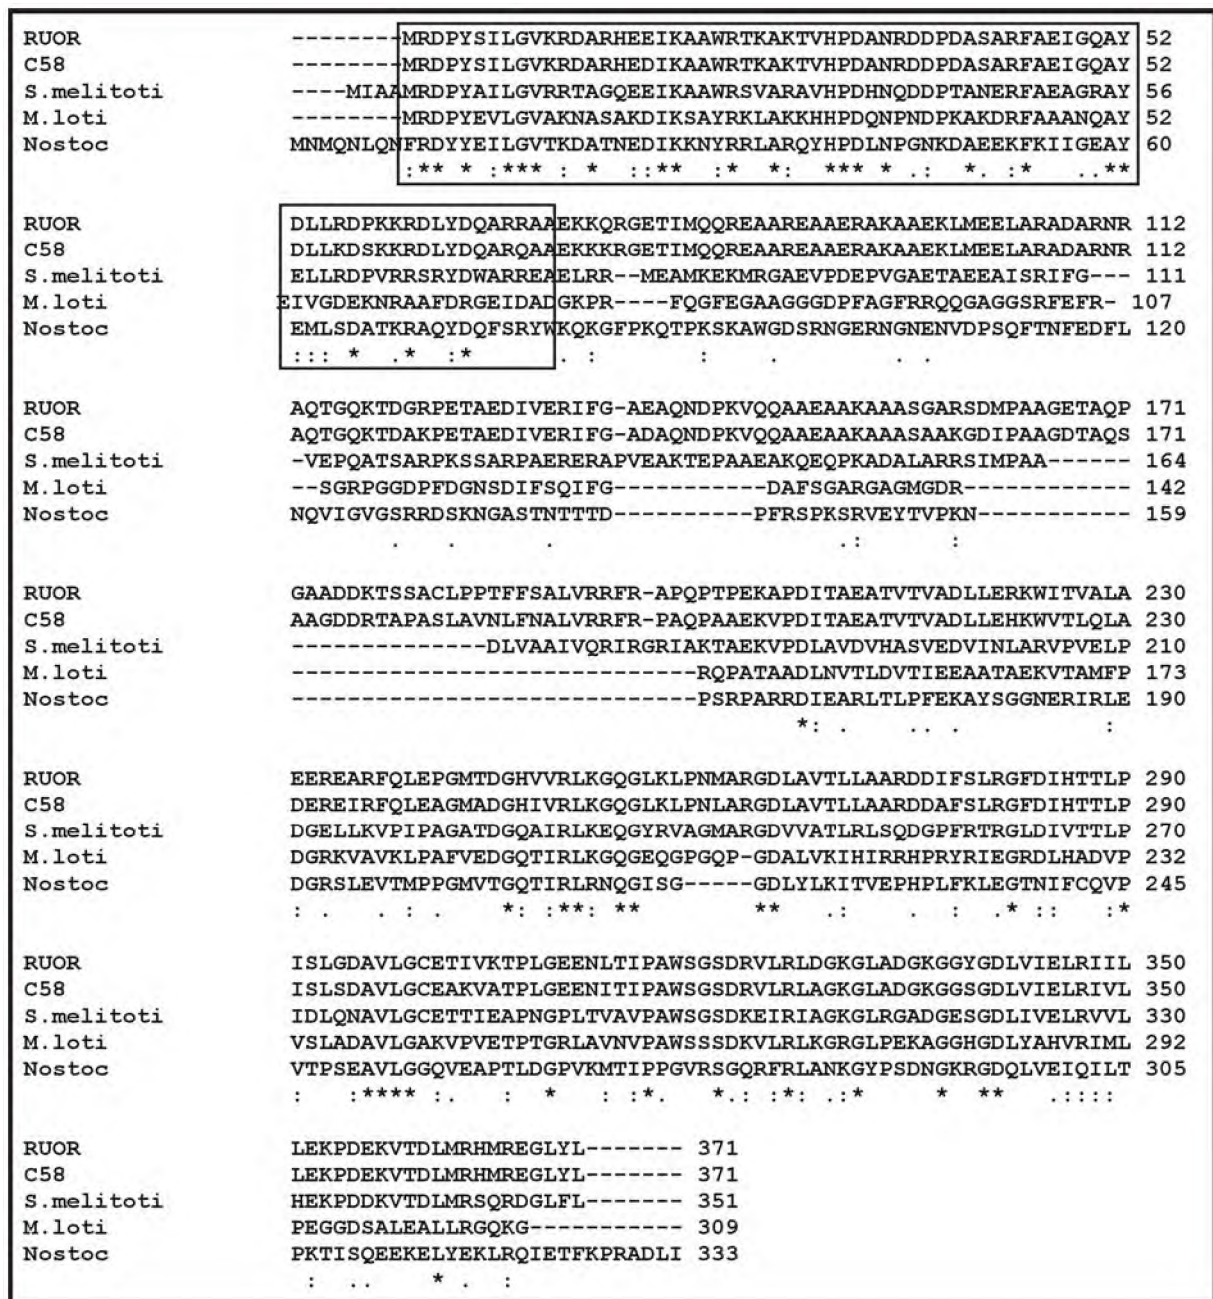 RUOR --------MRDPYSILGVKRDARHEEIKAAWRTKAKTVHPDANRDDPDASARFAEIGQAY 52
C58 --------MRDPYSILGVKRDARHEDIKAAWRTKAKTVHPDANRDDPDASARFAEIGQAY 52
S.melitoti ----MIAAMRDPYAILGVRRTAGQEEIKAAWRSVARAVHPDHNQDDPTANERFAEAGRAY 56
M.loti --------MRDPYEVLGVAKNASAKDIKSAYRKLAKKHHPDQNPNDPKAKDRFAAANQAY 52
Nostoc MNMQNLQNFRDYYEILGVTKDATNEDIKKNYRRLARQYHPDLNPGNKDAEEKFKIIGEAY 60
:** * :*** : * ::** :* *: *** * .: *. :* ..**
RUOR DLLRDPKKRDLYDQARRAAEKKQRGETIMQQREAAREAAERAKAAEKLMEELARADARNR 112
C58 DLLKDSKKRDLYDQARQAAEKKKRGETIMQQREAAREAAERAKAAEKLMEELARADARNR 112
S.melitoti ELLRDPVRRSRYDWARREAELRR--MEAMKEKMRGAEVPDEPVGAETAEEAISRIFG--- 111
M.loti EIVGDEKNRAAFDRGEIDADGKPR----FQGFEGAAGGGDPFAGFRRQQGAGGSRFEFR- 107
Nostoc EMLSDATKRAQYDQFSRYWKQKGFPKQTPKSKAWGDSRNGERNGNENVDPSQFTNFEDFL 120
::: * .* :* . : : . . .
RUOR AQTGQKTDGRPETAEDIVERIFG-AEAQNDPKVQQAAEAAKAAASGARSDMPAAGETAQP 171
C58 AQTGQKTDAKPETAEDIVERIFG-ADAQNDPKVQQAAEAAKAAASAAKGDIPAAGDTAQS 171
S.melitoti -VEPQATSARPKSSARPAERERAPVEAKTEPAAEAKQEQPKADALARRSIMPAA------ 164
M.loti --SGRPGGDPFDGNSDIFSQIFG-----------DAFSGARGAGMGDR------------ 142
Nostoc NQVIGVGSRRDSKNGASTNTTTD----------PFRSPKSRVEYTVPKN----------- 159
. . . .: :
RUOR GAADDKTSSACLPPTFFSALVRRFR-APQPTPEKAPDITAEATVTVADLLERKWITVALA 230
C58 AAGDDRTAPASLAVNLFNALVRRFR-PAQPAAEKVPDITAEATVTVADLLEHKWVTLQLA 230
S.melitoti --------------DLVAAIVQRIRGRIAKTAEKVPDLAVDVHASVEDVINLARVPVELP 210
M.loti -----------------------------RQPATAADLNVTLDVTIEEAATAEKVTAMFP 173
Nostoc -----------------------------PSRPARRDIEARLTLPFEKAYSGGNERIRLE 190
*: . .. . :
RUOR EEREARFQLEPGMTDGHVVRLKGQGLKLPNMARGDLAVTLLAARDDIFSLRGFDIHTTLP 290
C58 DEREIRFQLEAGMADGHIVRLKGQGLKLPNLARGDLAVTLLAARDDAFSLRGFDIHTTLP 290
S.melitoti DGELLKVPIPAGATDGQAIRLKEQGYRVAGMARGDVVATLRLSQDGPFRTRGLDIVTTLP 270
M.loti DGRKVAVKLPAFVEDGQTIRLKGQGEQGPGQP-GDALVKIHIRRHPRYRIEGRDLHADVP 232
Nostoc DGRSLEVTMPPGMVTGQTIRLRNQGISG-----GDLYLKITVEPHPLFKLEGTNIFCQVP 245
: . . : . *: :**: ** ** .: . : .* :: :*
RUOR ISLGDAVLGCETIVKTPLGEENLTIPAWSGSDRVLRLDGKGLADGKGGYGDLVIELRIIL 350
C58 ISLSDAVLGCEAKVATPLGEENITIPAWSGSDRVLRLAGKGLADGKGGSGDLVIELRIVL 350
S.melitoti IDLQNAVLGCETTIEAPNGPLTVAVPAWSGSDKEIRIAGKGLRGADGESGDLIVELRVVL 330
M.loti VSLADAVLGAKVPVETPTGRLAVNVPAWSSSDKVLRLKGRGLPEKAGGHGDLYAHVRIML 292
Nostoc VTPSEAVLGGQVEAPTLDGPVKMTIPPGVRSGQRFRLANKGYPSDNGKRGDQLVEIQILT 305
: :**** :. : * : :*. *.: :*: .:* * ** .::::
RUOR LEKPDEKVTDLMRHMREGLYL------- 371
C58 LEKPDEKVTDLMRHMREGLYL------- 371
S.melitoti HEKPDDKVTDLMRSQRDGLFL------- 351
M.loti PEGGDSALEALLRGQKG----------- 309
Nostoc PKTISQEEKELYEKLRQIETFKPRADLI 333
: .. * . :